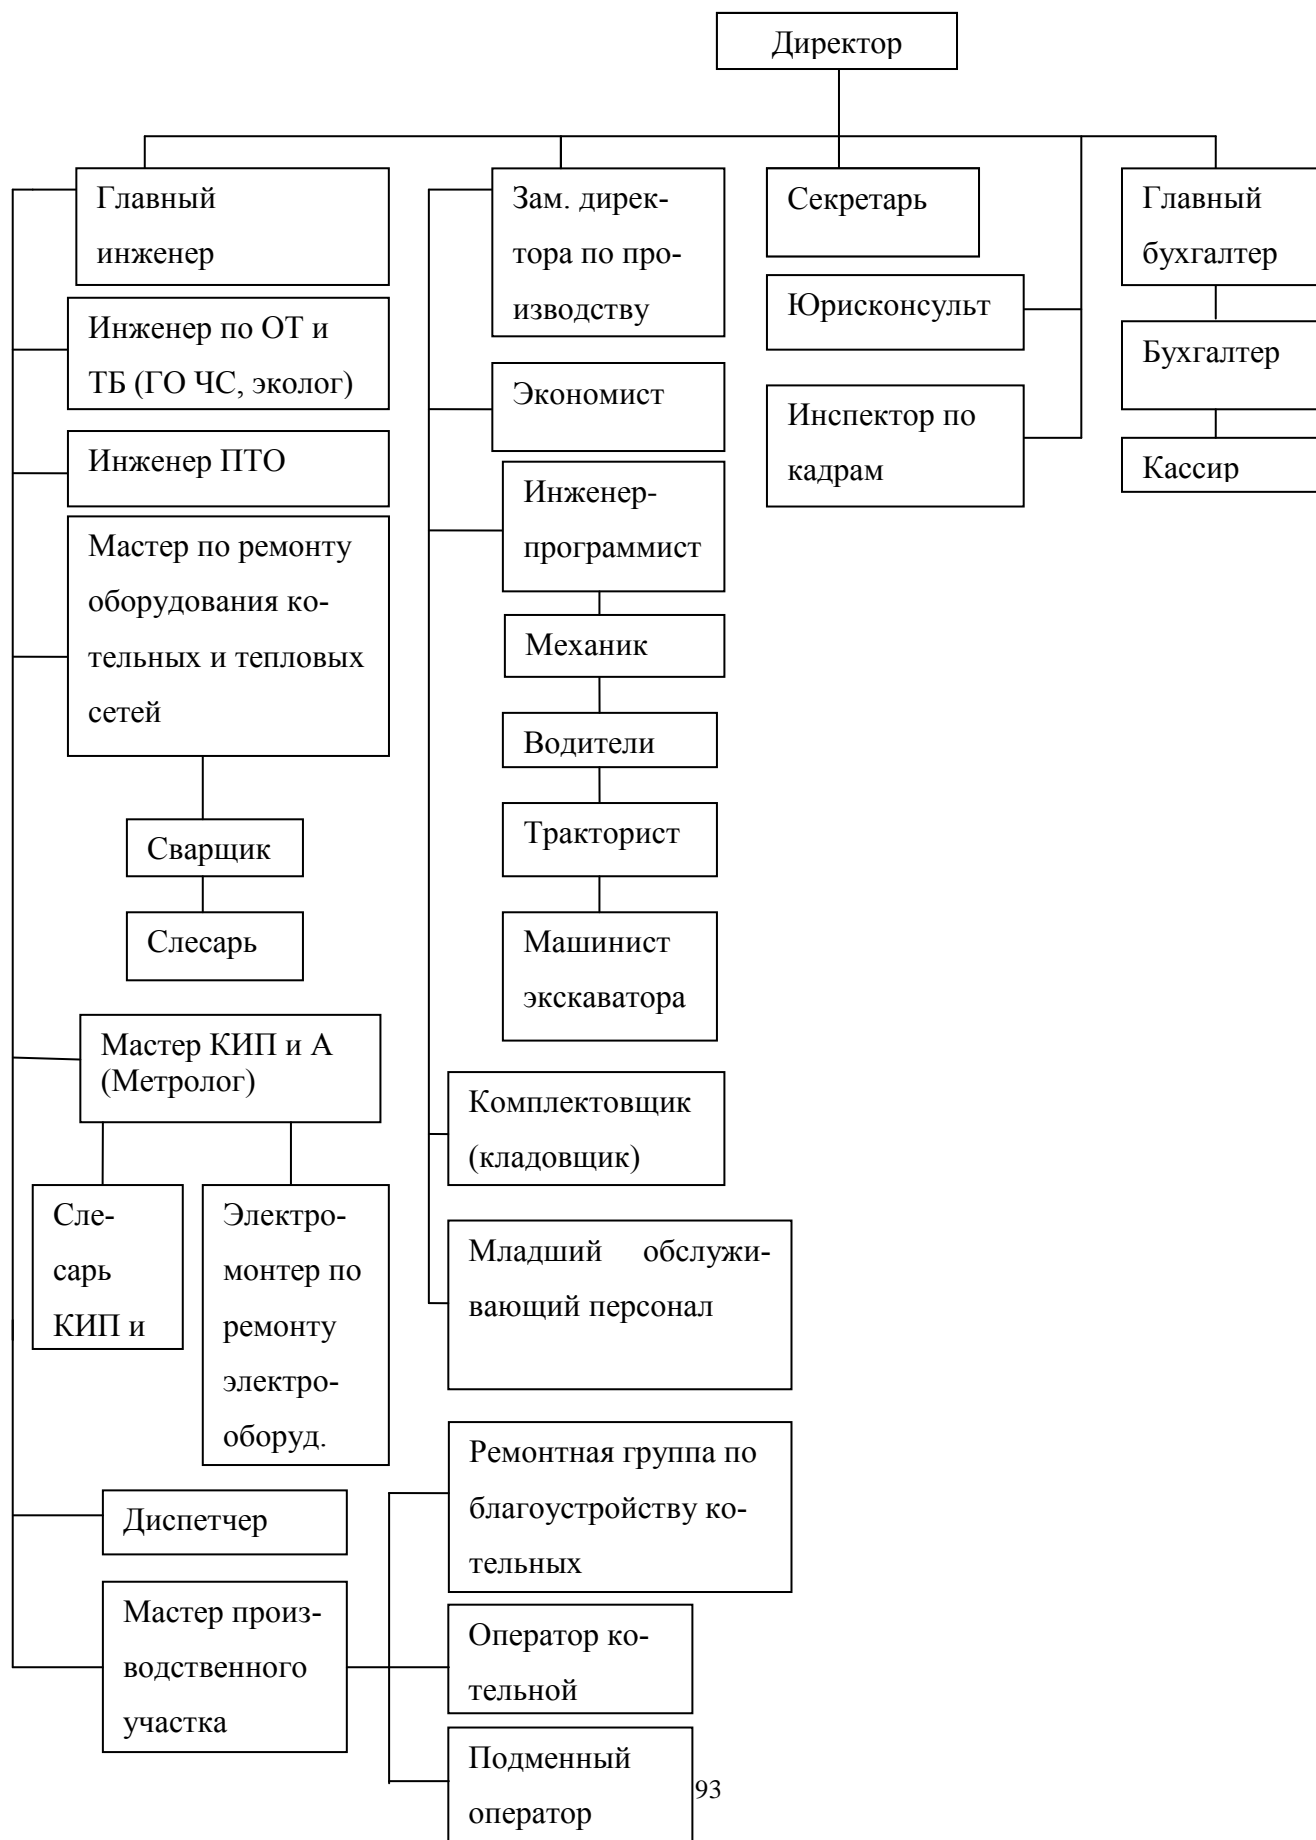 Директор
Главный
инженер
Инженер по ОТ и
ТБ (ГО ЧС, эколог)
Инженер ПТО
Мастер по ремонту
оборудования ко-
тельных и тепловых
сетей
Сварщик
Слесарь
Мастер КИП и А
(Метролог)
Сле-
сарь
КИП и
Электро-
монтер по
ремонту
электро-
оборуд.
Диспетчер
Мастер произ-
водственного
участка
Зам. дирек-
тора по про-
изводству
Экономист
Инженер-
программист
Механик
Водители
Тракторист
Машинист
экскаватора
Комплектовщик
(кладовщик)
Младший обслужи-
вающий персонал
Ремонтная группа по
благоустройству ко-
тельных
Оператор ко-
тельной
Подменный
оператор
Секретарь
Юрисконсульт
Инспектор по
кадрам
Главный
бухгалтер
Бухгалтер
Кассир
93